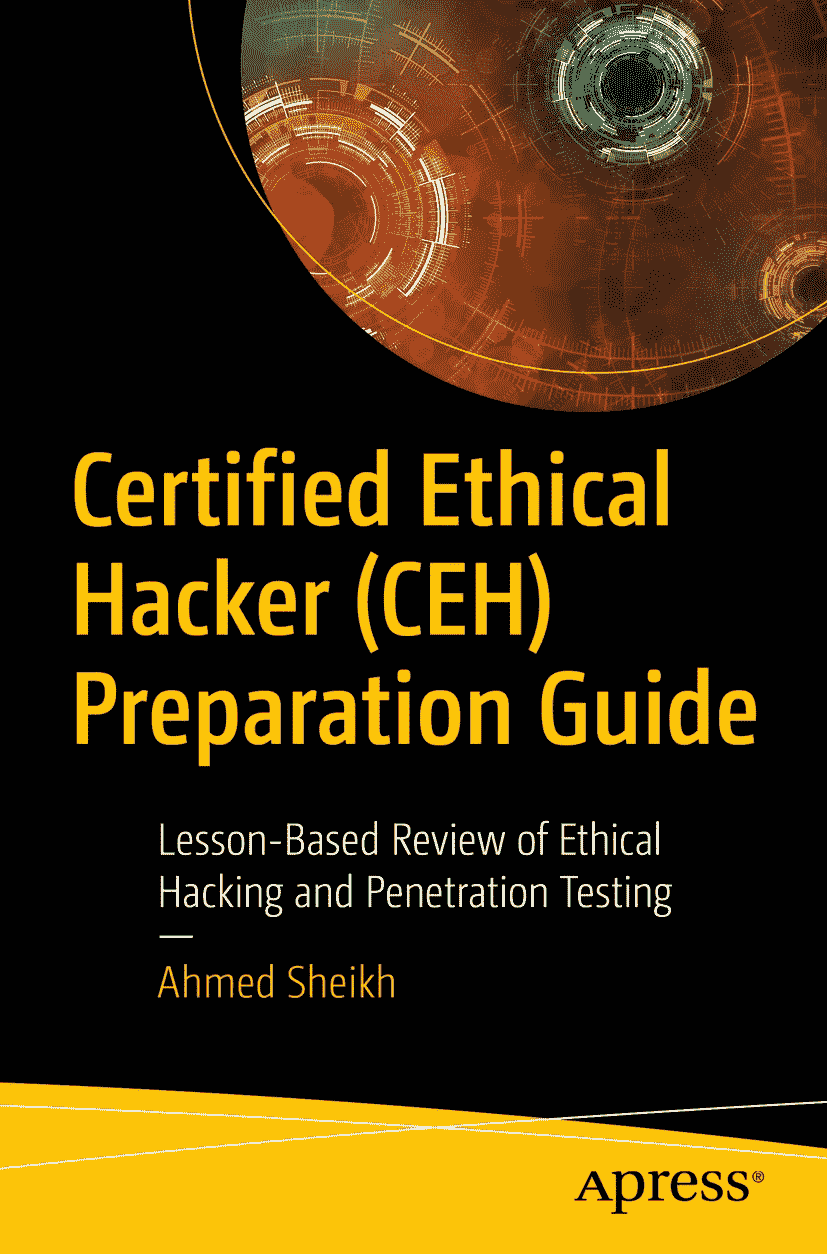 Certified Ethical
Hacker (CEH)
Preparation Guide
Lesson-Based Review of Ethical
Hacking and Penetration Testing
—
Ahmed Sheikh
Apress®